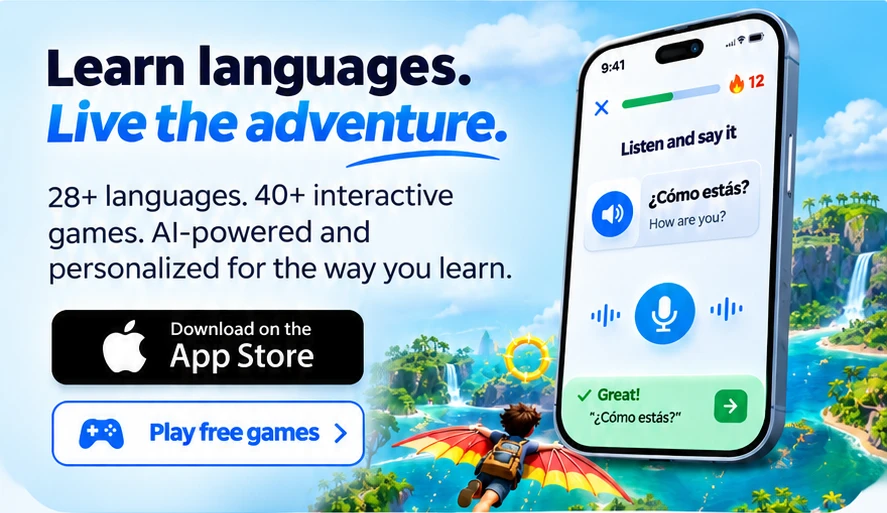 Learn languages.
Live the adventure.
28+ languages. 40+ interactive
games. AI-powered and
personalized for the way you learn.
Download on the
App Store
Play free games
9:41
12
Listen and say it
¿Cómo estás?
How are you?
Great!
"¿Cómo estás?"